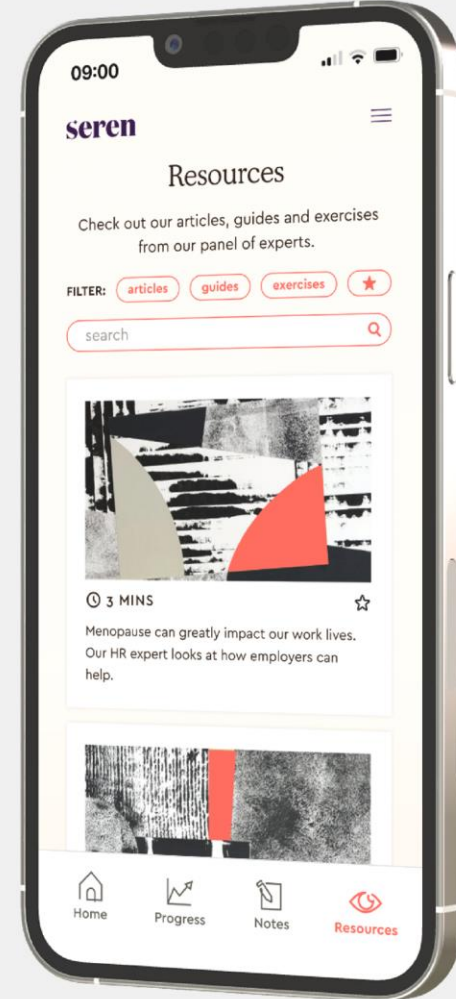 09:00
seren
Resources
Check out our articles, guides and exercises
from our panel of experts.
FILTER: articles guides exercises
search
3 MINS
Menopause can greatly impact our work lives.
Our HR expert looks at how employers can
help.
Home Progress Notes Resources